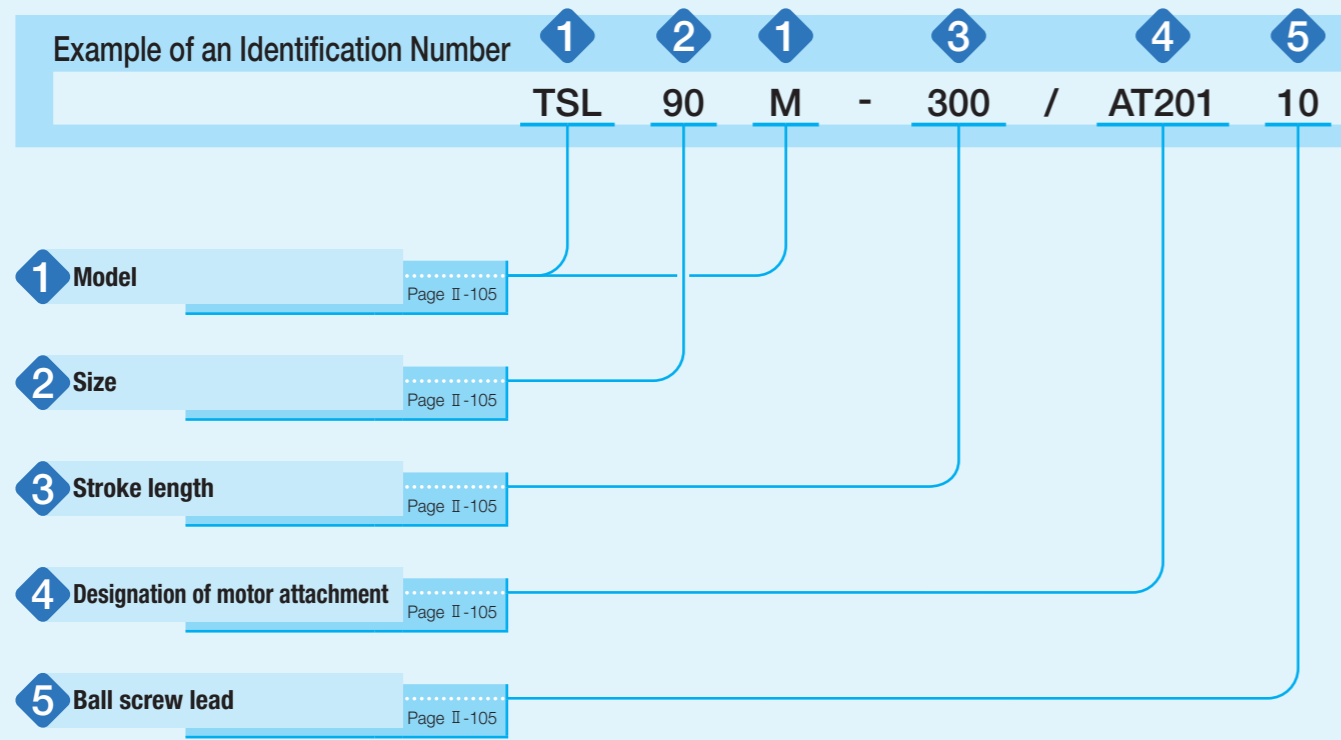 Example of an Identification Number
1 2 1 3 4 5
TSL 90 M - 300 / AT201 10
1 Model
Page Ⅱ-105
2 Size
Page Ⅱ-105
3 Stroke length
Page Ⅱ-105
4 Designation of motor attachment
Page Ⅱ-105
5 Ball screw lead
Page Ⅱ-105